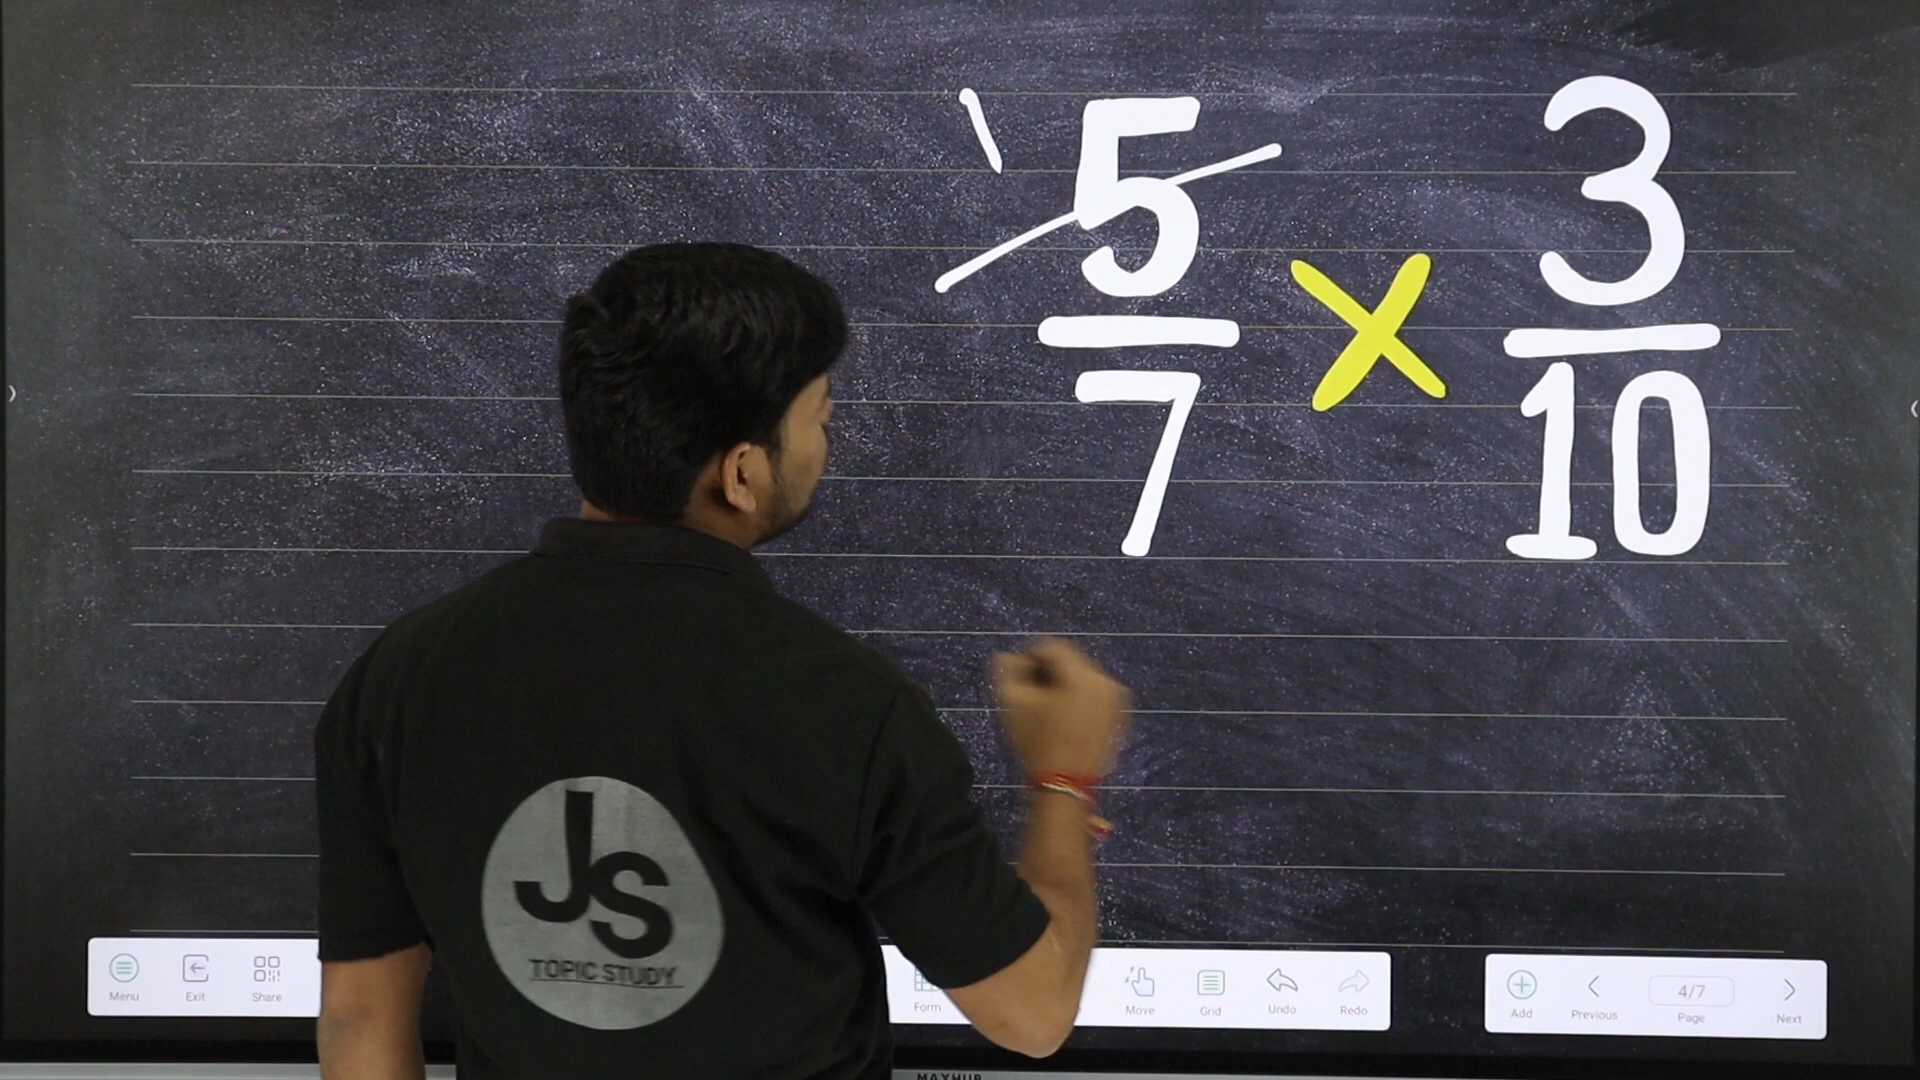 \ 5 3
× 
7 10
JS
TOPIC STUDY
Menu Exit Share Form Move Grid Undo Redo Add Previous 4/7 Page Next
MAXHUB